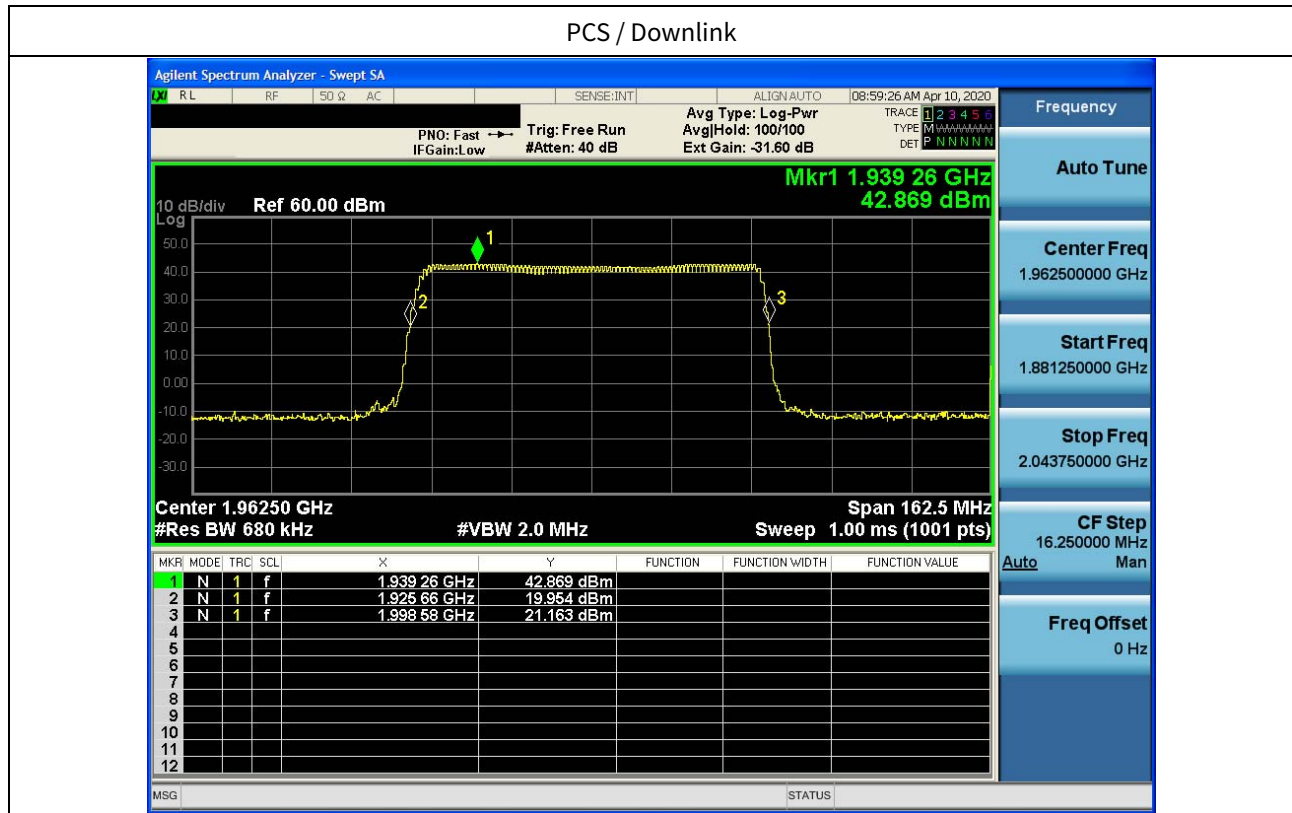 PCS / Downlink
Agilent Spectrum Analyzer - Swept SA
LXI RL RF 50 Ω AC SENSE:INT ALIGN AUTO 08:59:26 AM Apr 10, 2020
PNO: Fast Trig: Free Run Avg Type: Log-Pwr TRACE 1 2 3 4 5 6
IFGain:Low #Atten: 40 dB Avg|Hold: 100/100 TYPE M
Ext Gain: -31.60 dB DET P N N N N N
Mkr1 1.939 26 GHz
10 dB/div Ref 60.00 dBm 42.869 dBm
Log
50.0
40.0
30.0
20.0
10.0
0.00
-10.0
-20.0
-30.0
1
2
3
Center 1.96250 GHz Span 162.5 MHz
#Res BW 680 kHz #VBW 2.0 MHz Sweep 1.00 ms (1001 pts)
MKR MODE TRC SCL X Y FUNCTION FUNCTION WIDTH FUNCTION VALUE
1 N 1 f 1.939 26 GHz 42.869 dBm
2 N 1 f 1.925 66 GHz 19.954 dBm
3 N 1 f 1.998 58 GHz 21.163 dBm
4
5
6
7
8
9
10
11
12
MSG STATUS
Frequency
Auto Tune
Center Freq
1.962500000 GHz
Start Freq
1.881250000 GHz
Stop Freq
2.043750000 GHz
CF Step
16.250000 MHz
Auto Man
Freq Offset
0 Hz